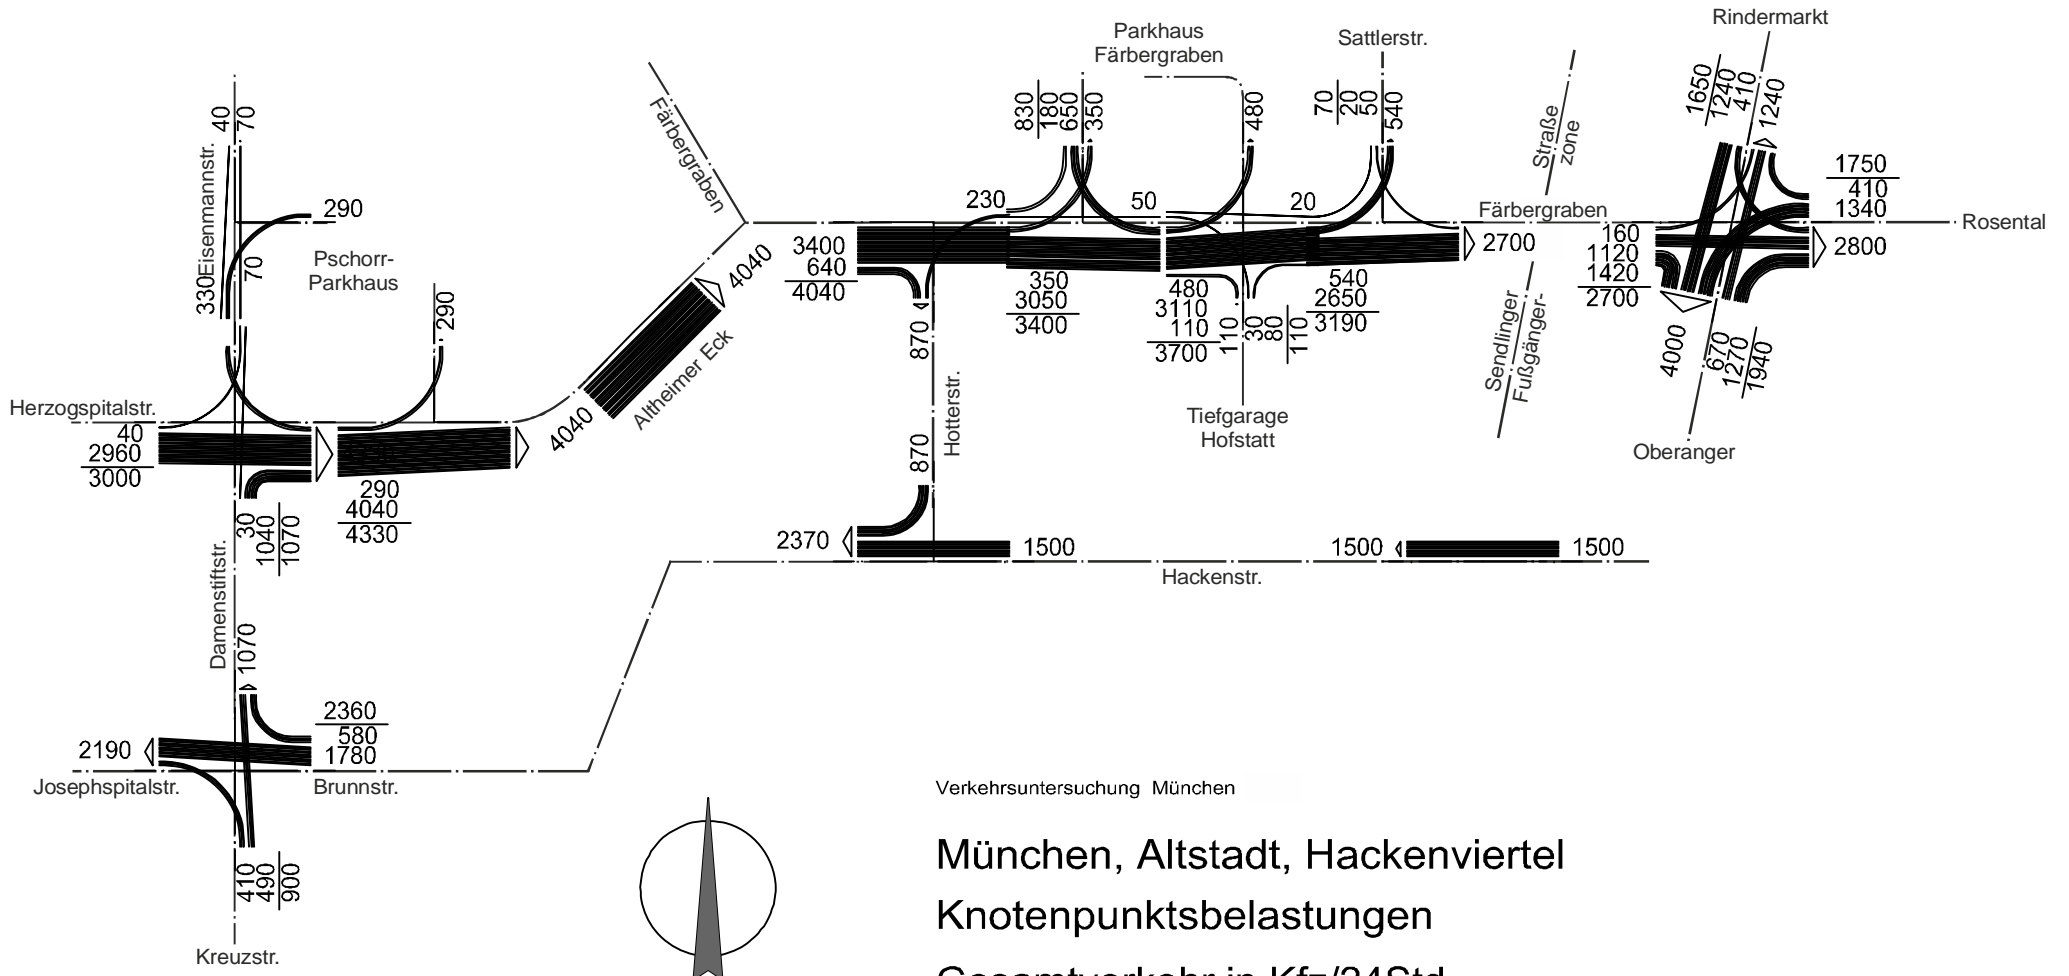 Rindermarkt
Parkhaus
Färbergraben
Sattlerstr.
1650
1240
410
1240
830
180
650
350
480
70
20
50
540
40
70
Färbergraben
Straße
zone
1750
410
1340
Eisenmannstr.
290
230
50
20
Färbergraben
Rosental
Pschorr-
Parkhaus
330
70
4040
3400
640
4040
2700
160
1120
1420
2700
2800
350
3050
3400
480
3110
110
3700
540
2650
3190
110
30
80
110
290
870
Sendlinger
Fußgänger-
4000
670
1270
1940
Altheimer Eck
Hotterstr.
Herzogspitalstr.
4040
Tiefgarage
Hofstatt
Oberanger
40
2960
3000
870
290
4040
4330
30
1040
1070
Damenstiftstr.
2370
1500
1500
1500
Hackenstr.
1070
2360
580
1780
2190
Josephspitalstr.
Brunnstr.
Verkehrsuntersuchung München
410
490
900
München, Altstadt, Hackenviertel
Knotenpunktsbelastungen
Kreuzstr.
Gesamtverkehr in Kfz/24Std